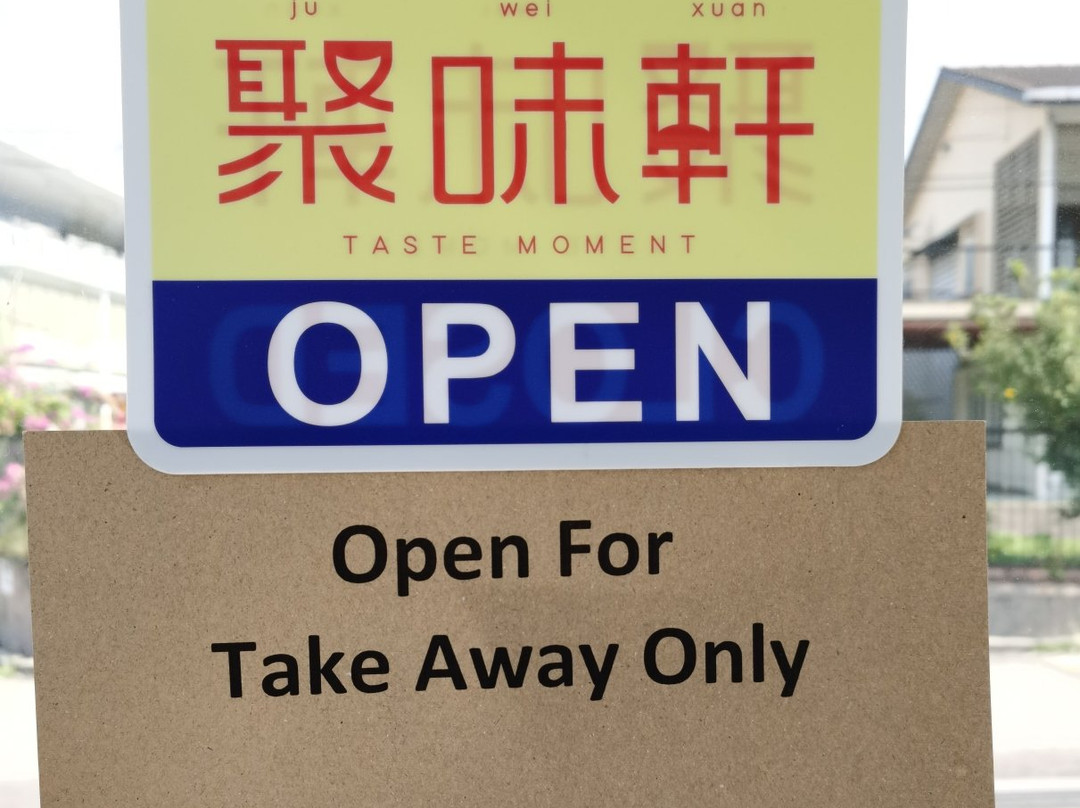 ju wei xuan
聚味軒
TASTE MOMENT
OPEN
Open For
Take Away Only